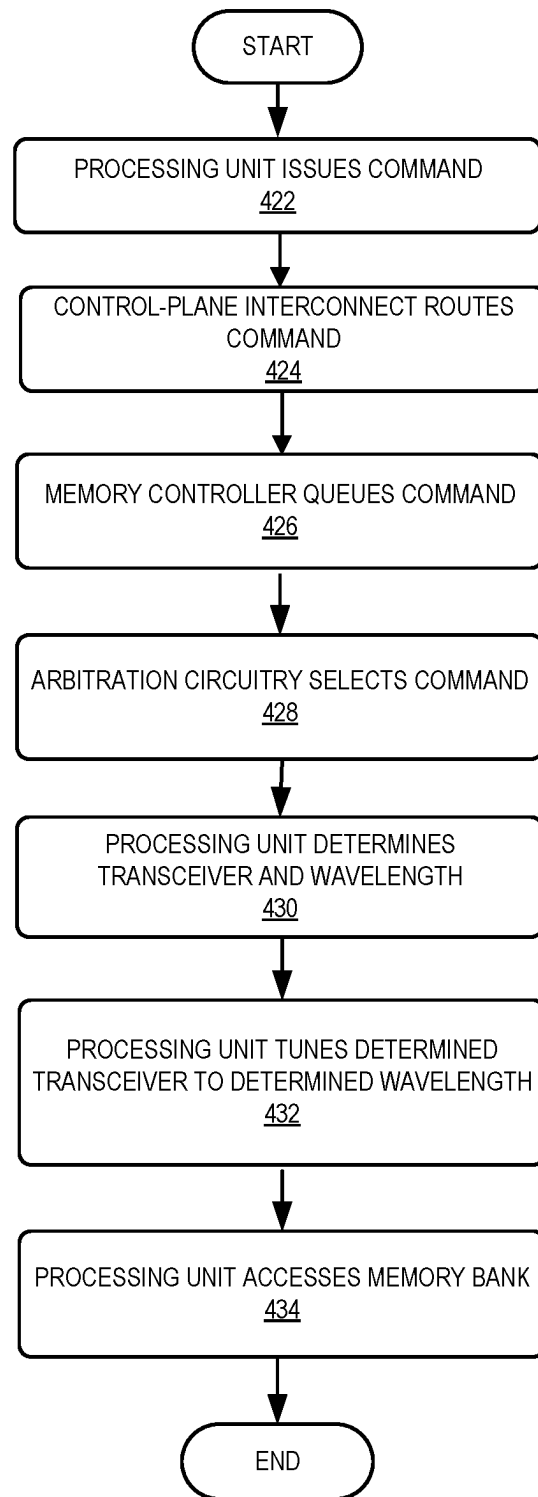 START
PROCESSING UNIT ISSUES COMMAND
422
CONTROL-PLANE INTERCONNECT ROUTES
COMMAND
424
MEMORY CONTROLLER QUEUES COMMAND
426
ARBITRATION CIRCUITRY SELECTS COMMAND
428
PROCESSING UNIT DETERMINES
TRANSCEIVER AND WAVELENGTH
430
PROCESSING UNIT TUNES DETERMINED
TRANSCEIVER TO DETERMINED WAVELENGTH
432
PROCESSING UNIT ACCESSES MEMORY BANK
434
END